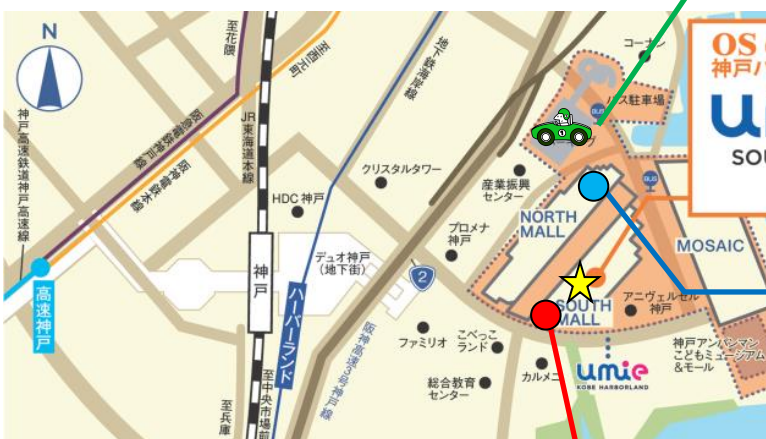 N
至花隈
至西元町
地下鉄海岸線
コーナン
OS
神戸ハ
um
SOU
バス駐車場
BUS
神戸高速鉄道神戸高速線
阪急電鉄神戸線
阪神電鉄本線
JR東海道本線
クリスタルタワー
産業振興
センター
BUS
HDC 神戸
NORTH
MALL
プロメナ
神戸
MOSAIC
神戸
デュオ神戸
(地下街)
2
高速神戸
ハーバーランド
SOUTH
MALL
アニヴェルセル
神戸
阪神高速3号神戸線
ファミリオ
こべっこ
ランド
神戸アンパンマン
こどもミュージアム
&モール
総合教育
センター
カルメニ
umie
KOBE HARBORLAND
至兵庫
至中央市場前